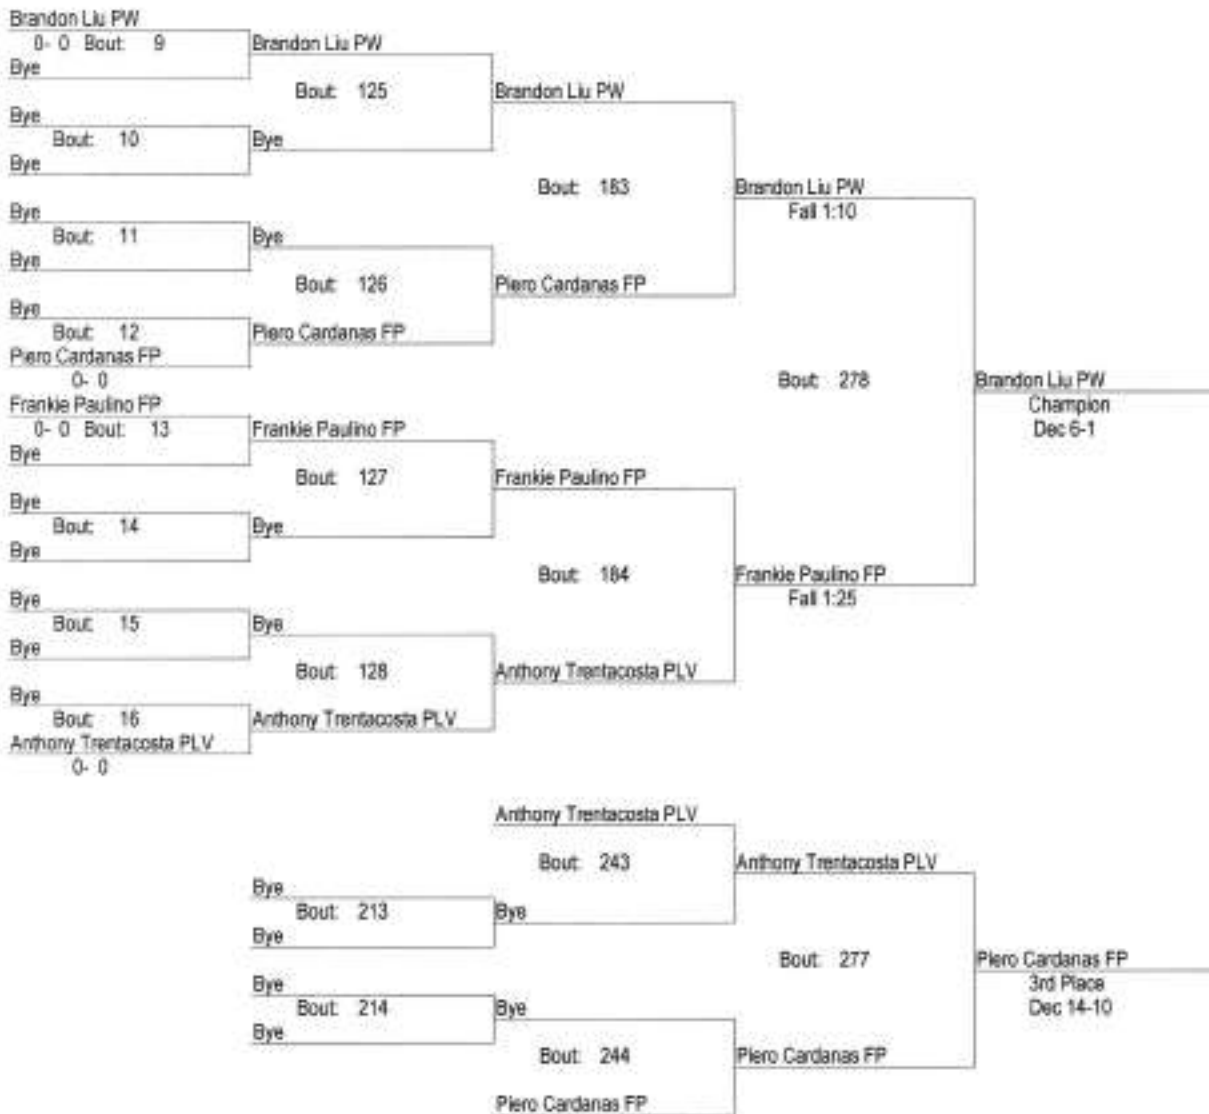 Brandon Liu PW
0- 0 Bout: 9
Bye
Brandon Liu PW
Bout: 125
Bye
Bout: 10
Bye
Bye
Brandon Liu PW
Bout: 183
Bye
Bout: 11
Bye
Bye
Bout: 126
Bye
Bout: 12
Piero Cardanas FP
0- 0
Piero Cardanas FP
Piero Cardanas FP
Brandon Liu PW
Fall 1:10
Bout: 278
Frankie Paulino FP
0- 0 Bout: 13
Bye
Frankie Paulino FP
Bout: 127
Bye
Bout: 14
Bye
Bye
Frankie Paulino FP
Bout: 184
Bye
Bout: 15
Bye
Bye
Bout: 128
Bye
Bout: 16
Anthony Trentacosta PLV
0- 0
Anthony Trentacosta PLV
Anthony Trentacosta PLV
Frankie Paulino FP
Fall 1:25
Brandon Liu PW
Champion
Dec 6-1
Anthony Trentacosta PLV
Bout: 243
Bye
Bout: 213
Bye
Bye
Anthony Trentacosta PLV
Bout: 277
Bye
Bout: 214
Bye
Bye
Bout: 244
Piero Cardanas FP
Piero Cardanas FP
Piero Cardanas FP
3rd Place
Dec 14-10